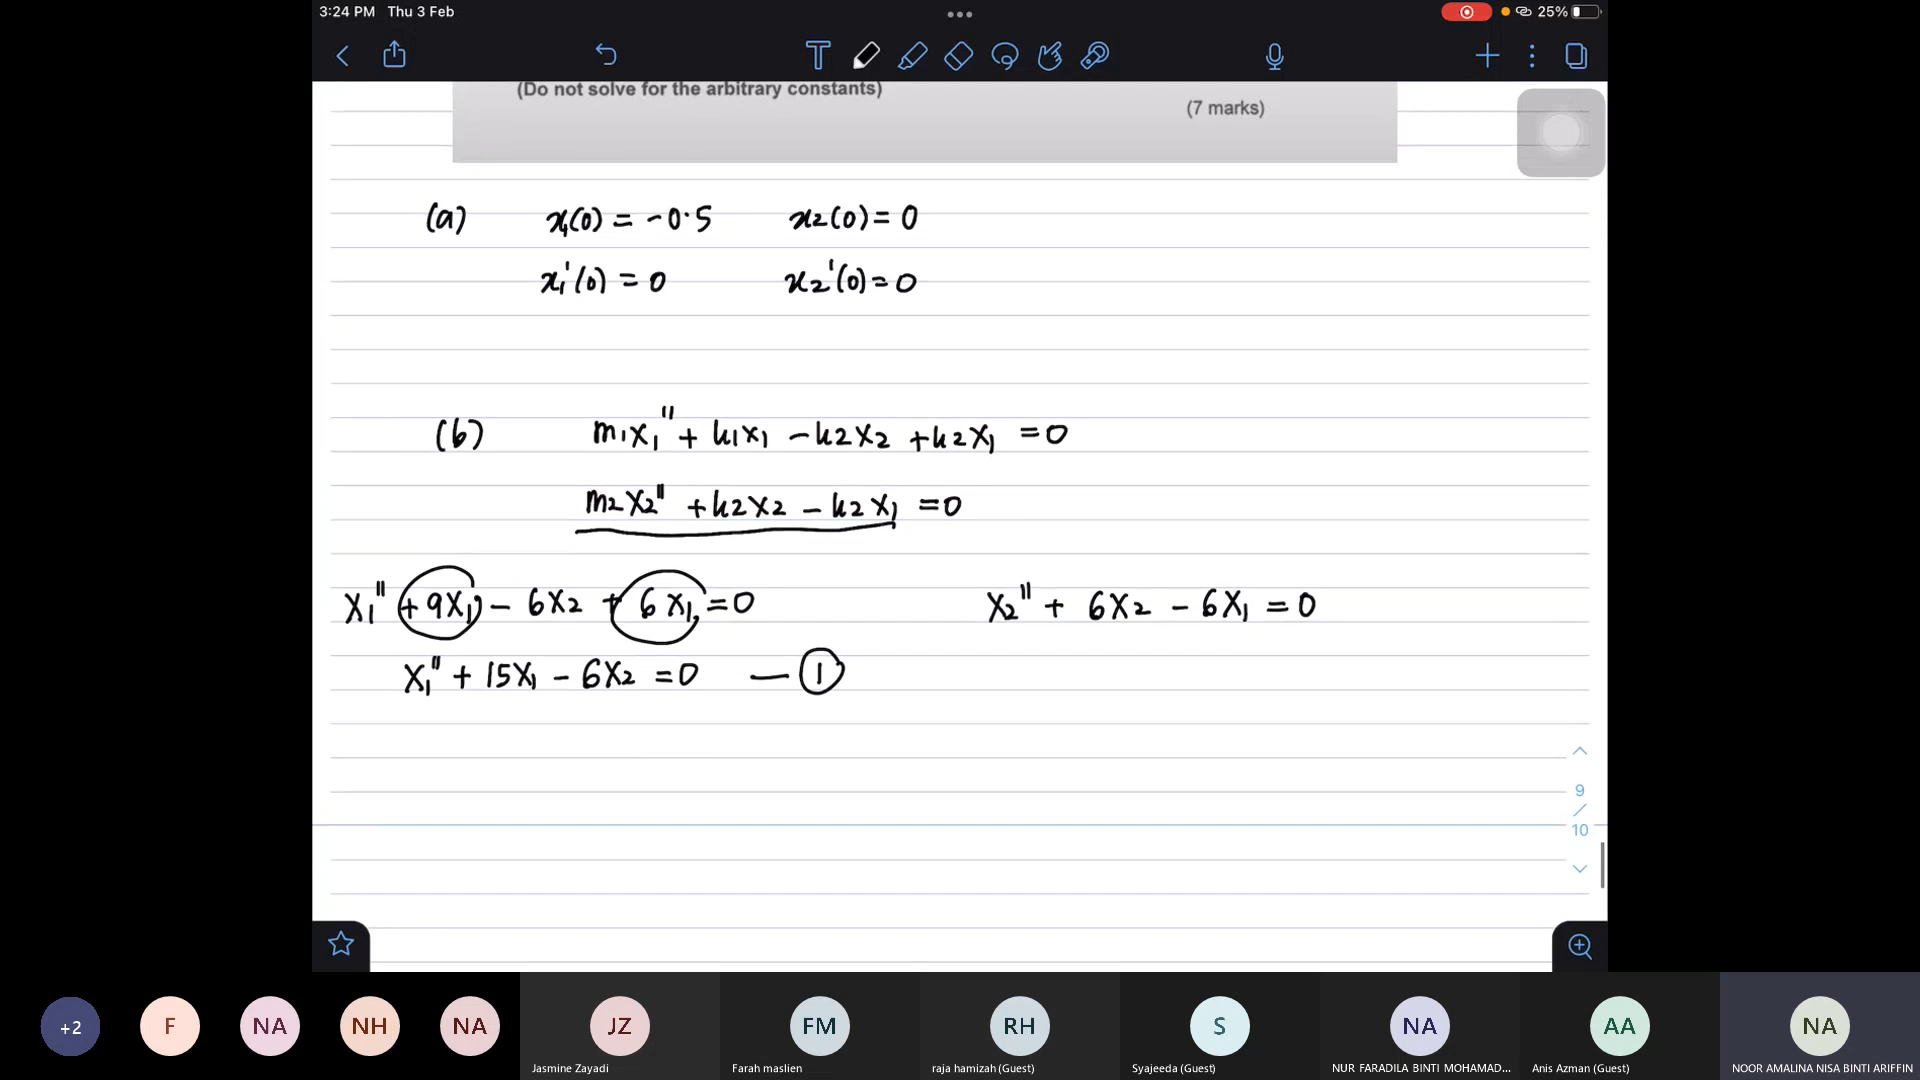 3:24 PM Thu 3 Feb
25%
(Do not solve for the arbitrary constants)
(7 marks)
(a) x₁(0) = -0.5 x2(0) = 0
x₁'(0) = 0 x2'(0) = 0
(b) m₁x₁'' + k₁x₁ - k2x2 + k2x₁ = 0
m2x2'' + k2x2 - k2x₁ = 0
x₁'' + 9x₁ - 6x2 + 6x₁ = 0 x2'' + 6x2 - 6x₁ = 0
x₁'' + 15x₁ - 6x2 = 0 — ①
9
/
10
+2 F NA NH NA JZ FM RH S NA AA NA
Jasmine Zayadi Farah maslien raja hamizah (Guest) Syajeeda (Guest) NUR FARADILA BINTI MOHAMAD... Anis Azman (Guest) NOOR AMALINA NISA BINTI ARIFFIN